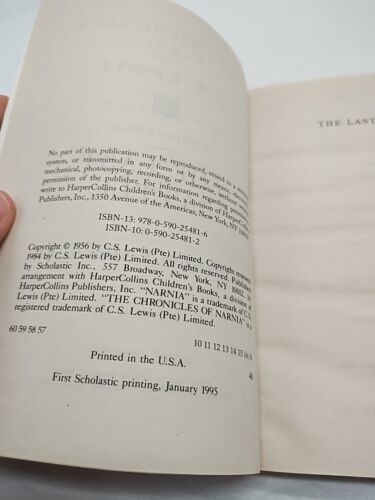 No part of this publication may be reproduced, stored in a
system, or transmitted in any form or by any means,
mechanical, photocopying, recording, or otherwise, without
permission of the publisher. For information regarding
write to HarperCollins Children's Books, a division of
Publishers, Inc., 1350 Avenue of the Americas, New York, NY
ISBN-13: 978-0-590-25481-6
ISBN-10: 0-590-25481-2
Copyright © 1956 by C.S. Lewis (Pte) Limited. Copyright
1984 by C.S. Lewis (Pte) Limited. All rights reserved.
by Scholastic Inc., 557 Broadway, New York, NY
arrangement with HarperCollins Children's Books, a division
HarperCollins Publishers, Inc. "NARNIA" is a trademark of C.S.
Lewis (Pte) Limited. "THE CHRONICLES OF NARNIA" is a
registered trademark of C.S. Lewis (Pte) Limited.
60 59 58 57
10 11 12 13 14 15 16
40
Printed in the U.S.A.
First Scholastic printing, January 1995
THE LAST